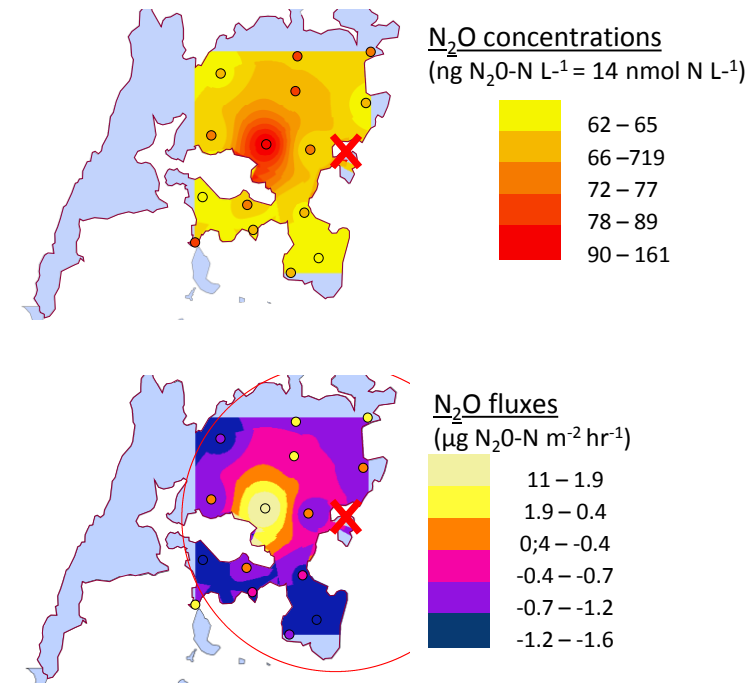 N2O concentrations
(ng N20-N L-1 = 14 nmol N L-1)
62 – 65
66 –719
72 – 77
78 – 89
90 – 161
N2O fluxes
(µg N20-N m-2 hr-1)
11 – 1.9
1.9 – 0.4
0;4 – -0.4
-0.4 – -0.7
-0.7 – -1.2
-1.2 – -1.6